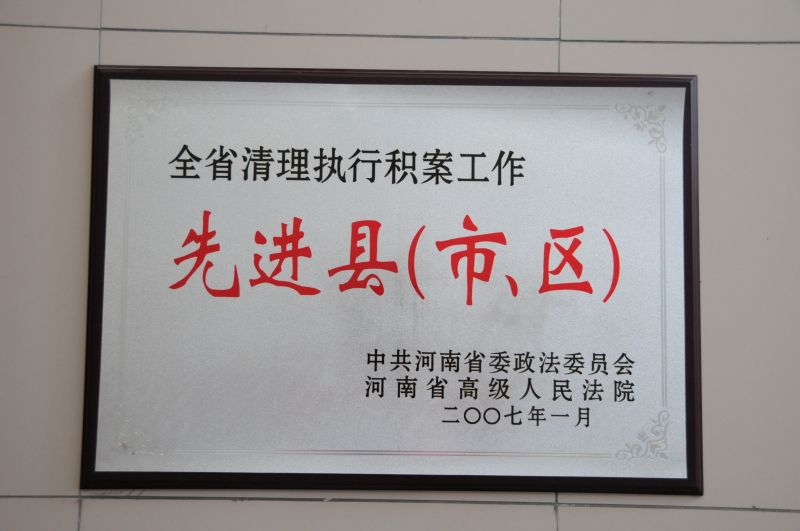 全省清理执行积案工作
先进县(市、区)
中共河南省委政法委员会
河南省高级人民法院
二〇〇七年一月